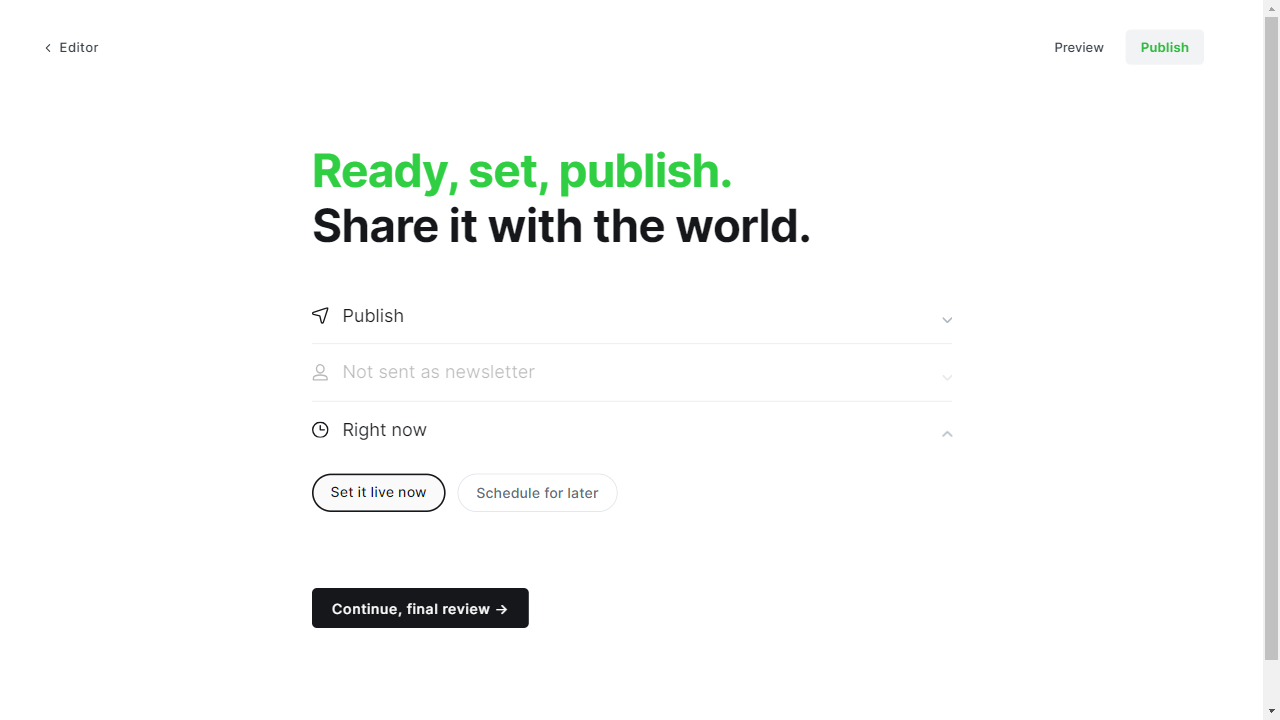 Editor
Preview
Publish
Ready, set, publish.
Share it with the world.
Publish
Not sent as newsletter
Right now
Set it live now
Schedule for later
Continue, final review →